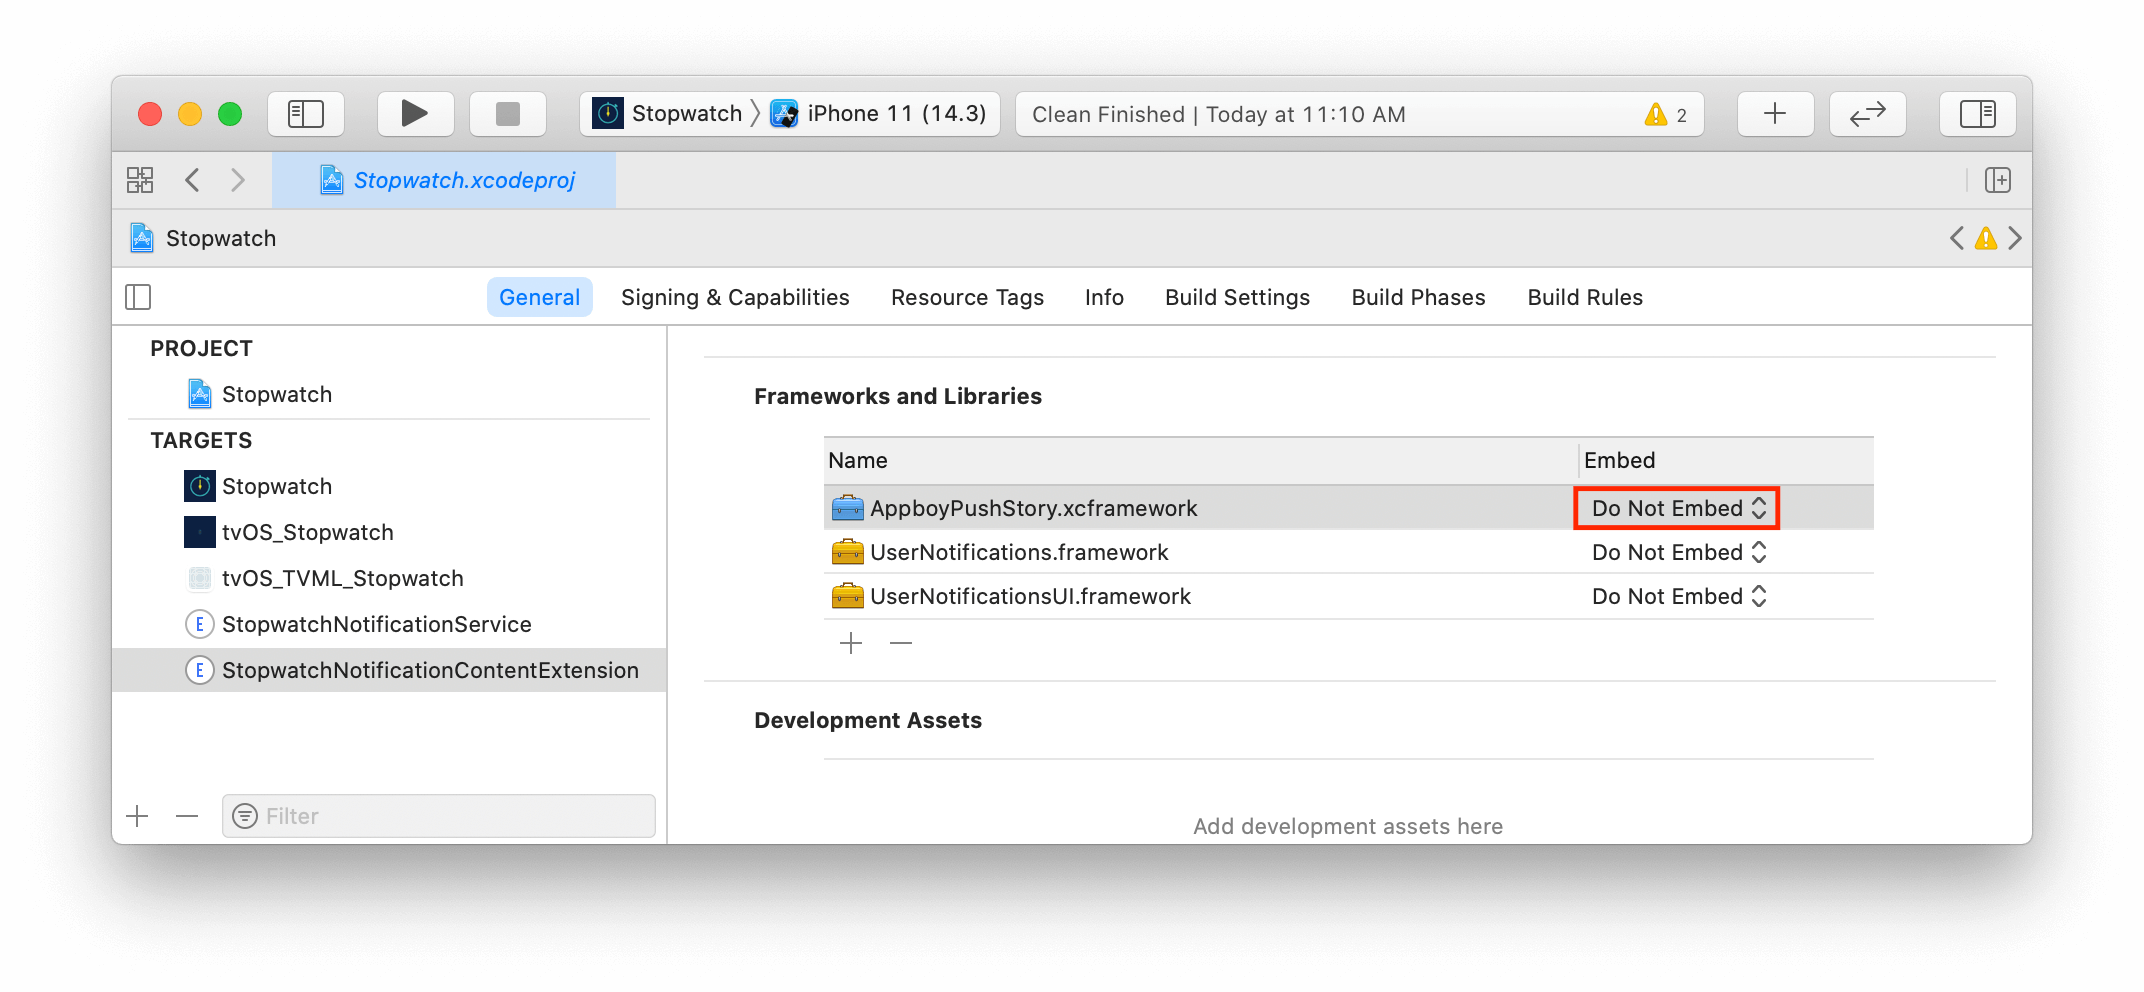 Stopwatch iPhone 11 (14.3) Clean Finished | Today at 11:10 AM 2
Stopwatch.xcodeproj
Stopwatch
General Signing & Capabilities Resource Tags Info Build Settings Build Phases Build Rules
PROJECT
Stopwatch
TARGETS
Stopwatch
tvOS_Stopwatch
tvOS_TVML_Stopwatch
E StopwatchNotificationService
E StopwatchNotificationContentExtension
Filter
Frameworks and Libraries
Name Embed
AppboyPushStory.xcframework Do Not Embed
UserNotifications.framework Do Not Embed
UserNotificationsUI.framework Do Not Embed
Development Assets
Add development assets here